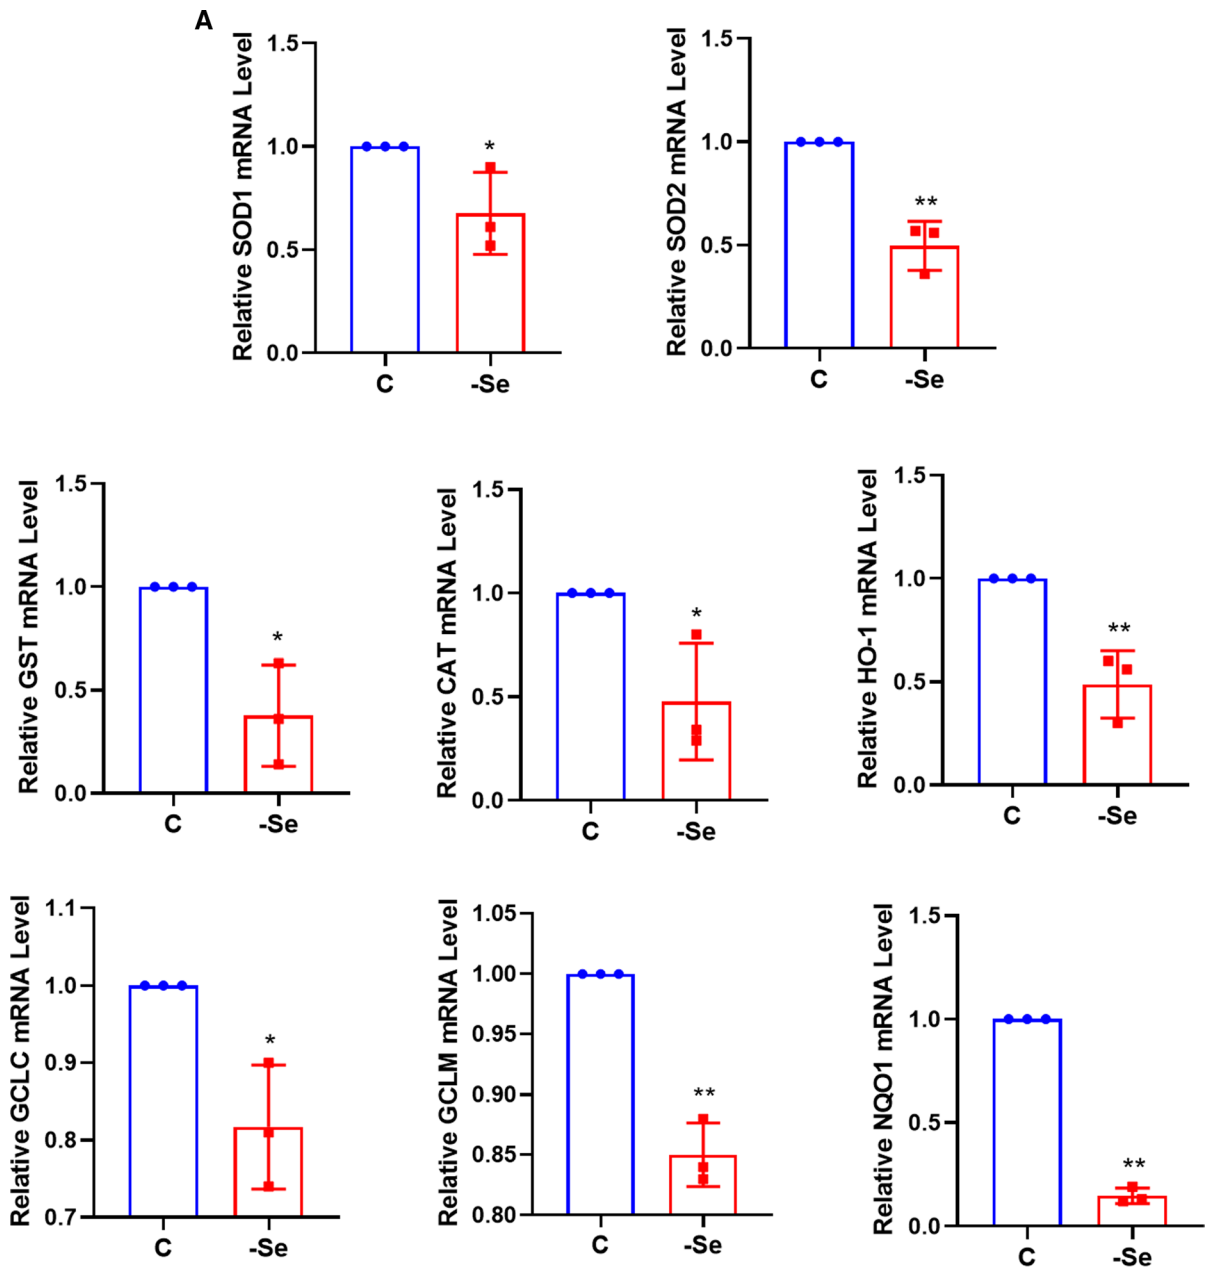 A
Relative SOD1 mRNA Level
1.5
1.0
0.5
0.0
*
C
-Se
Relative SOD2 mRNA Level
1.5
1.0
0.5
0.0
**
C
-Se
Relative GST mRNA Level
1.5
1.0
0.5
0.0
*
C
-Se
Relative CAT mRNA Level
1.5
1.0
0.5
0.0
*
C
-Se
Relative HO-1 mRNA Level
1.5
1.0
0.5
0.0
**
C
-Se
Relative GCLC mRNA Level
1.1
1.0
0.9
0.8
0.7
*
C
-Se
Relative GCLM mRNA Level
1.05
1.00
0.95
0.90
0.85
0.80
**
C
-Se
Relative NQO1 mRNA Level
1.5
1.0
0.5
0.0
**
C
-Se